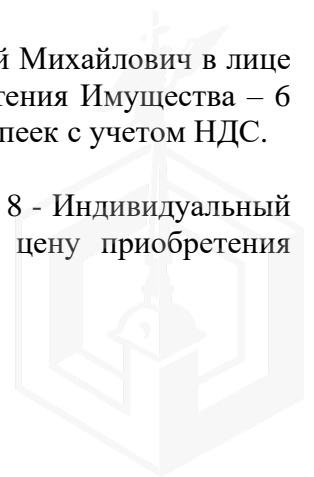 й Михайлович в лице
тения Имущества – 6
пеек с учетом НДС.
8 - Индивидуальный
цену приобретения